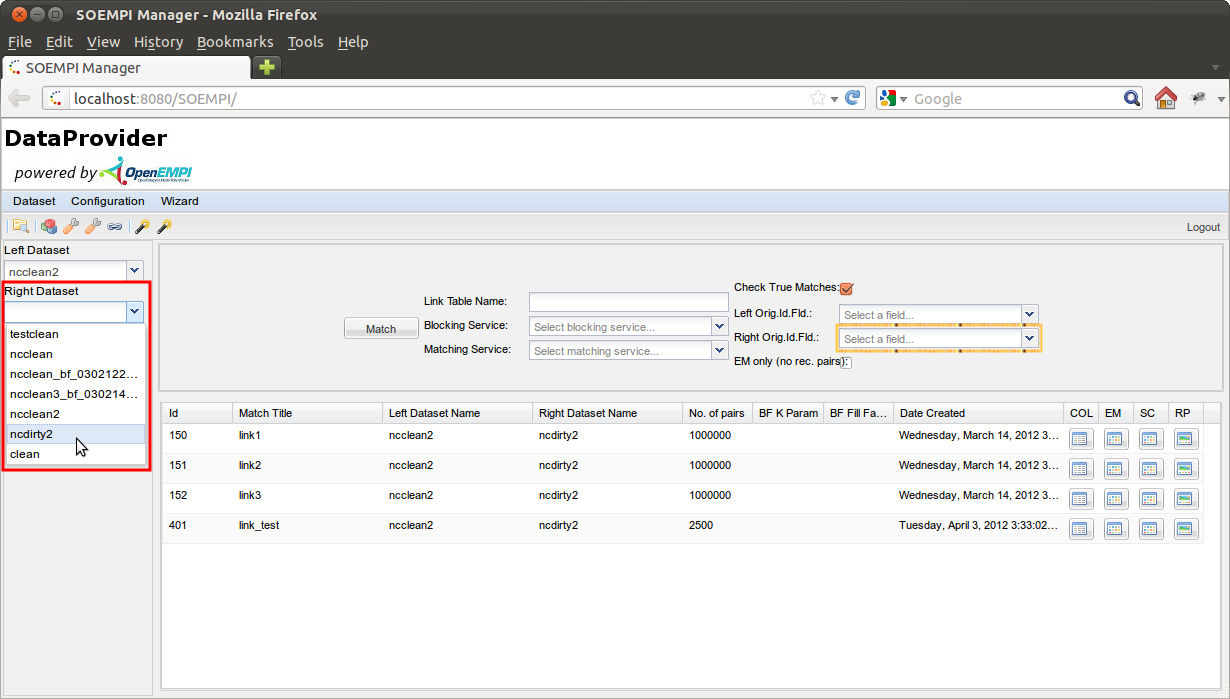 SOEMPI Manager - Mozilla Firefox
File Edit View History Bookmarks Tools Help
SOEMPI Manager
localhost:8080/SOEMPI/
Google
DataProvider
powered by OpenEMPI
Dataset Configuration Wizard
Logout
Left Dataset
ncclean2
Right Dataset
testclean
ncclean
ncclean_bf_0302122...
ncclean3_bf_030214...
ncclean2
ncdirty2
clean
Match
Link Table Name:
Blocking Service: Select blocking service...
Matching Service: Select matching service...
Check True Matches:
Left Orig.Id.Fld.: Select a field...
Right Orig.Id.Fld.: Select a field...
EM only (no rec. pairs):
Id Match Title Left Dataset Name Right Dataset Name No. of pairs BF K Param BF Fill Fa... Date Created COL EM SC RP
150 link1 ncclean2 ncdirty2 1000000 Wednesday, March 14, 2012 3...
151 link2 ncclean2 ncdirty2 1000000 Wednesday, March 14, 2012 3...
152 link3 ncclean2 ncdirty2 1000000 Wednesday, March 14, 2012 3...
401 link_test ncclean2 ncdirty2 2500 Tuesday, April 3, 2012 3:33:02...